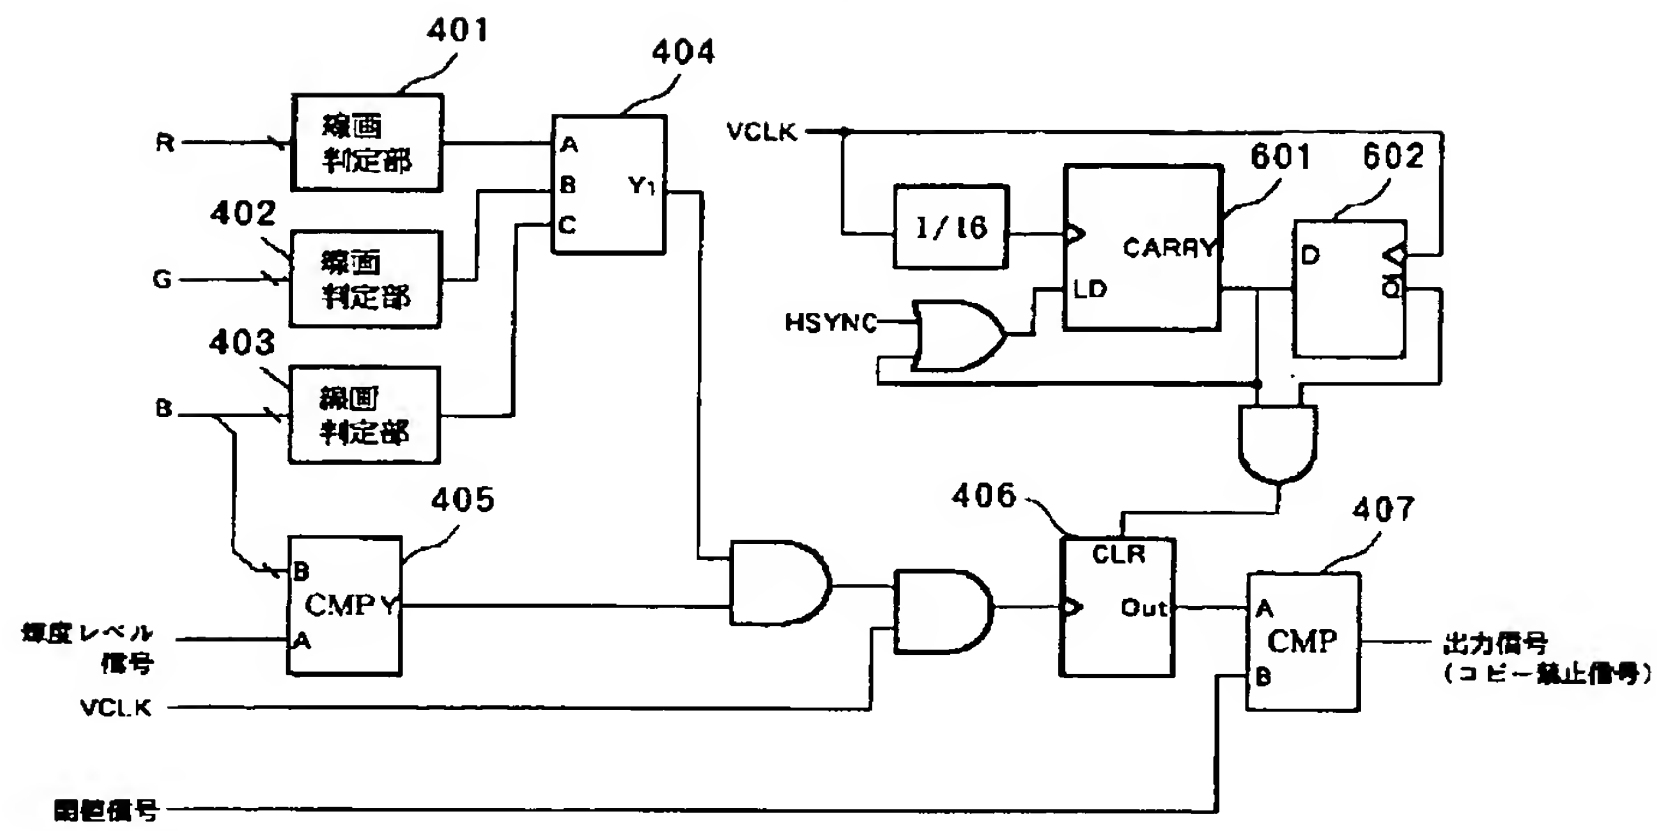 401
404
R
線画
判定部
A
B
C
Y1
VCLK
601
602
402
G
線画
判定部
1/16
CARRY
LD
D
Q
HSYNC
403
B
線画
判定部
405
406
407
B
CMP Y
A
輝度レベル
信号
CLR
Out
A
CMP
B
出力信号
(コピー禁止信号)
VCLK
閾値信号